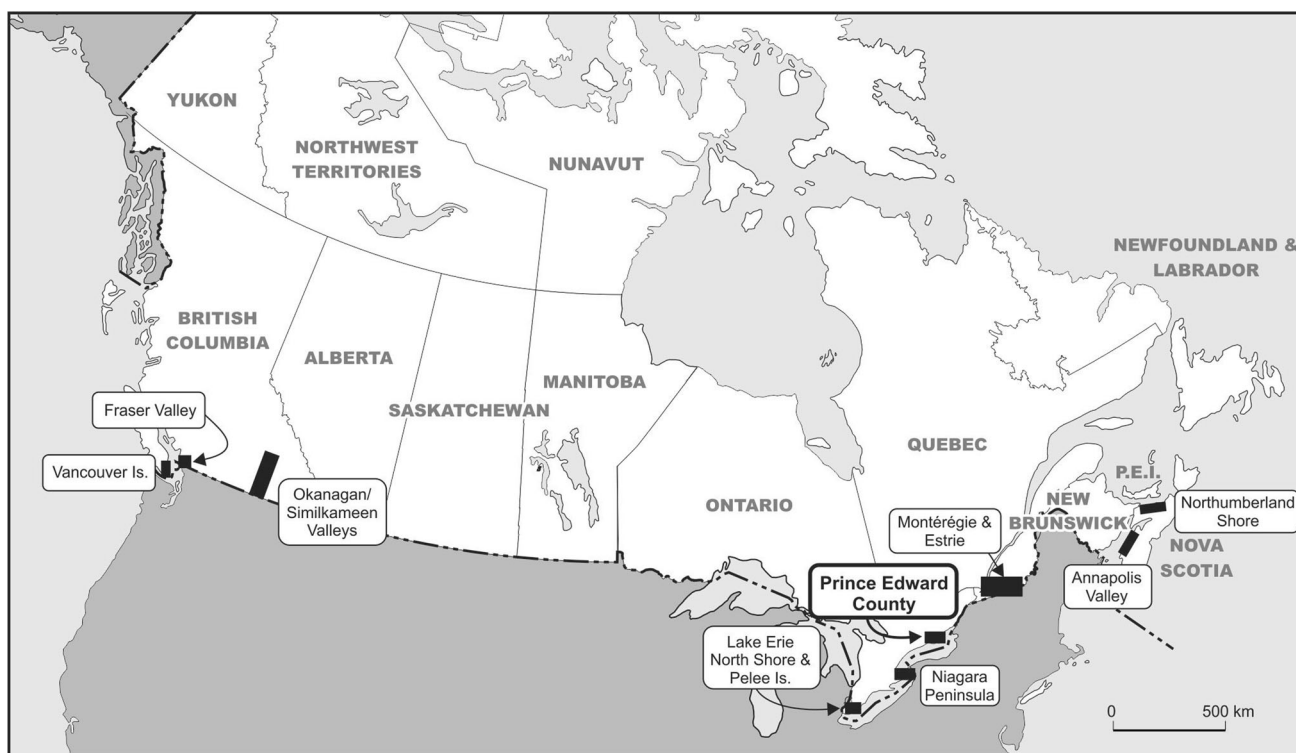 YUKON
NORTHWEST
TERRITORIES
NUNAVUT
NEWFOUNDLAND &
LABRADOR
BRITISH
COLUMBIA
ALBERTA
MANITOBA
SASKATCHEWAN
Fraser Valley
QUEBEC
Vancouver Is.
P.E.I.
Okanagan/
Similkameen
Valleys
ONTARIO
NEW
BRUNSWICK
Northumberland
Shore
Montérégie &
Estrie
NOVA
SCOTIA
Annapolis
Valley
Prince Edward
County
Lake Erie
North Shore &
Pelee Is.
Niagara
Peninsula
0 500 km